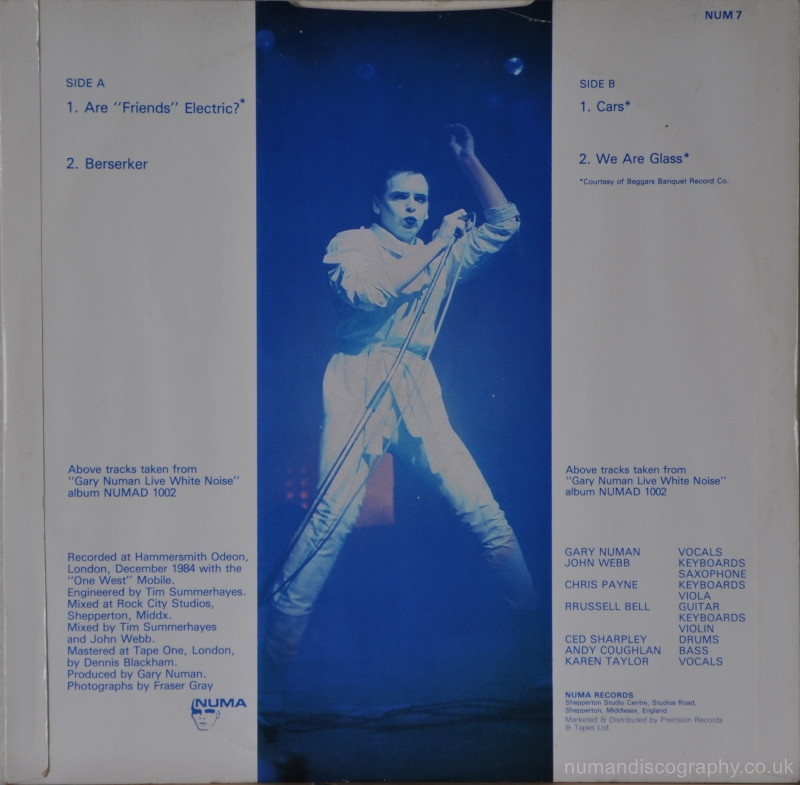 NUM 7
SIDE A
1. Are "Friends" Electric?*
2. Berserker
SIDE B
1. Cars*
2. We Are Glass*
*Courtesy of Beggars Banquet Record Co.
Above tracks taken from
"Gary Numan Live White Noise"
album NUMAD 1002
Above tracks taken from
"Gary Numan Live White Noise"
album NUMAD 1002
Recorded at Hammersmith Odeon,
London, December 1984 with the
"One West" Mobile.
Engineered by Tim Summerhayes.
Mixed at Rock City Studios,
Shepperton, Middx.
Mixed by Tim Summerhayes
and John Webb.
Mastered at Tape One, London,
by Dennis Blackham.
Produced by Gary Numan.
Photographs by Fraser Gray
NUMA
GARY NUMAN VOCALS
JOHN WEBB KEYBOARDS
SAXOPHONE
CHRIS PAYNE KEYBOARDS
VIOLA
RRUSSELL BELL GUITAR
KEYBOARDS
VIOLIN
CED SHARPLEY DRUMS
ANDY COUGHLAN BASS
KAREN TAYLOR VOCALS
NUMA RECORDS
Shepperton Studio Centre, Studios Road,
Shepperton, Middlesex, England
Marketed & Distributed by Precision Records
& Tapes Ltd
numandiscography.co.uk